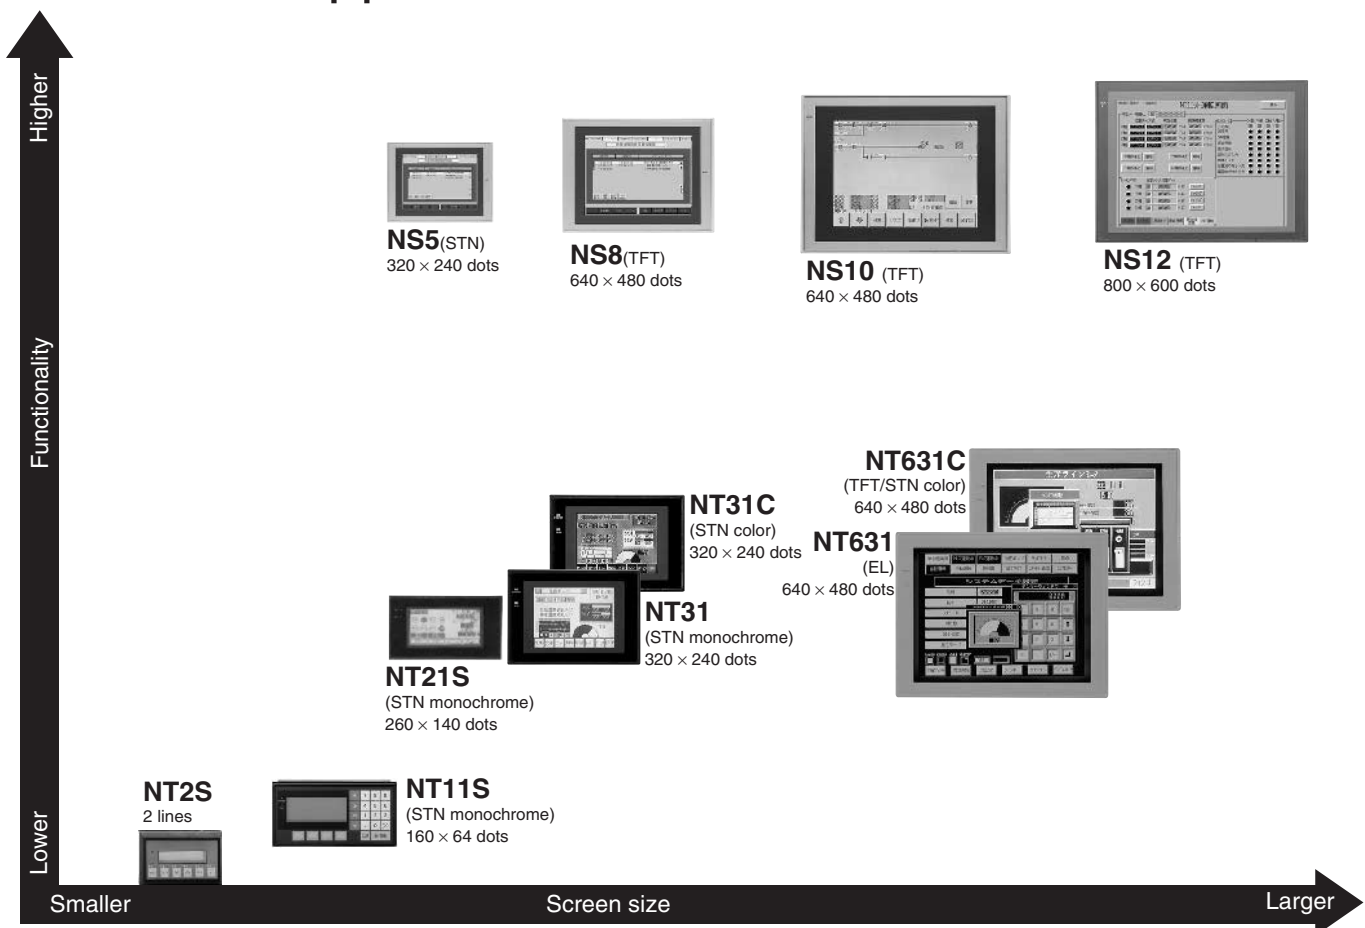 Higher
NS5(STN)
320 × 240 dots
NS8(TFT)
640 × 480 dots
NS10 (TFT)
640 × 480 dots
NS12 (TFT)
800 × 600 dots
Functionality
NT631C
(TFT/STN color)
640 × 480 dots
NT31C
(STN color)
320 × 240 dots
NT631
(EL)
640 × 480 dots
NT31
(STN monochrome)
320 × 240 dots
NT21S
(STN monochrome)
260 × 140 dots
NT2S
2 lines
NT11S
(STN monochrome)
160 × 64 dots
Lower
Smaller
Screen size
Larger